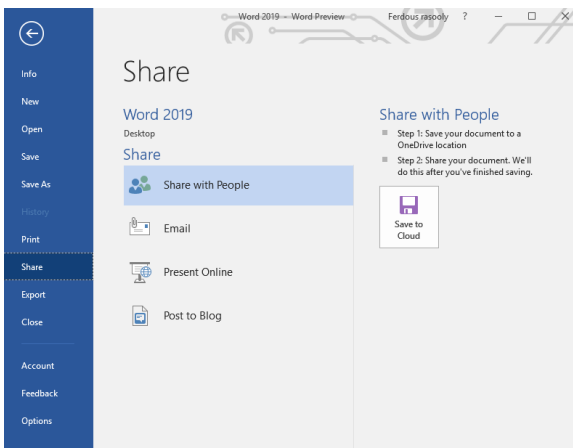 Word 2019 - Word Preview
Ferdous rasooly
?
Info
New
Open
Save
Save As
History
Print
Share
Export
Close
Account
Feedback
Options
Share
Word 2019
Desktop
Share
Share with People
Email
Present Online
Post to Blog
Share with People
Step 1: Save your document to a
OneDrive location
Step 2: Share your document. We'll
do this after you've finished saving.
Save to
Cloud